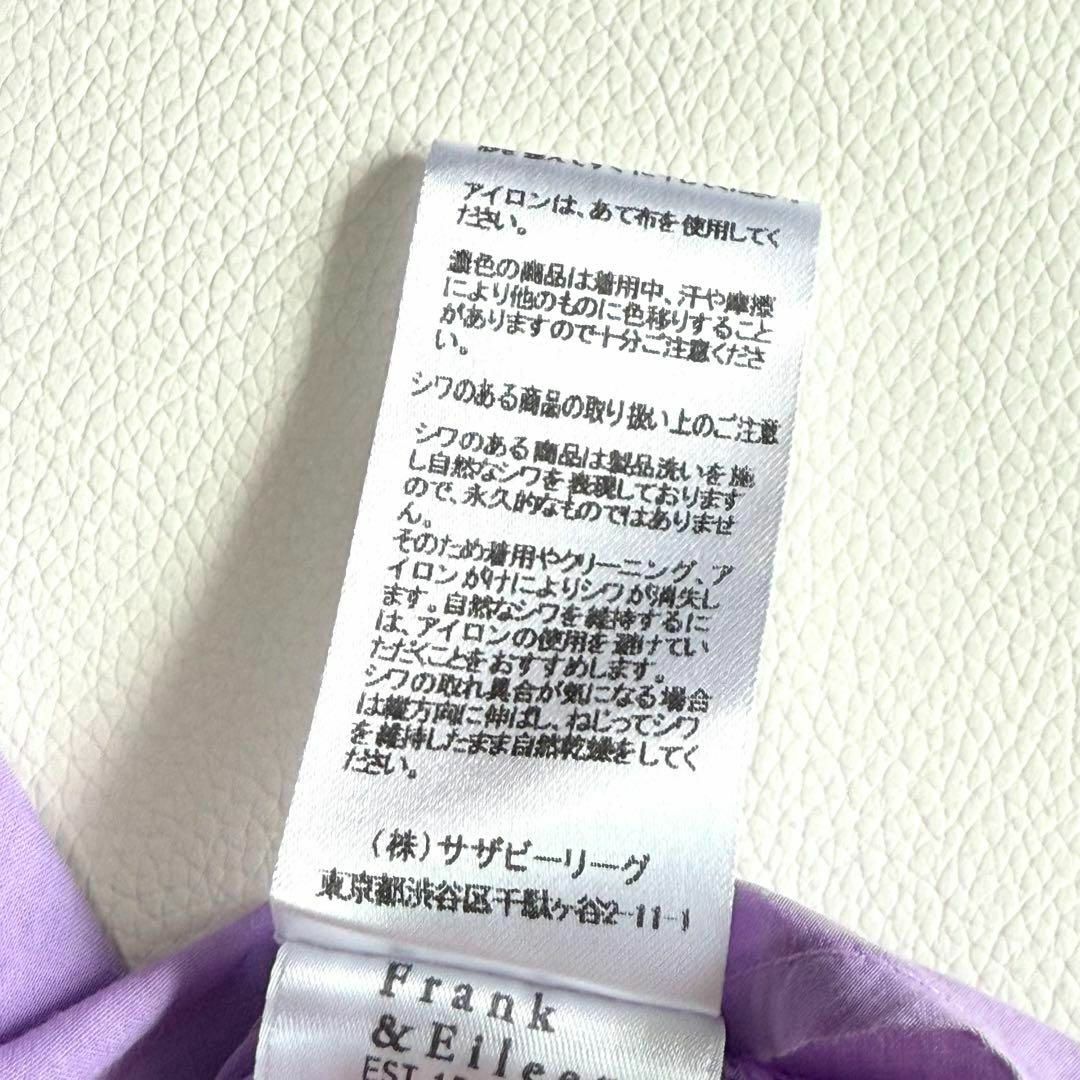 アイロンは、あて布を使用してく
ださい。
濃色の商品は着用中、汗や摩擦
により他のものに色移りすること
がありますので十分ご注意くださ
い。
シワのある商品の取り扱い上のご注意
シワのある商品は製品洗いを施
し自然なシワを表現しております
ので、永久的なものではありませ
ん。
そのため着用やクリーニング、ア
イロンがけによりシワが消失し
ます。自然なシワを維持するに
は、アイロンの使用を避けてい
ただくことをおすすめします。
シワの取れ具合が気になる場合
は縦方向に伸ばし、ねじってシワ
を維持したまま自然乾燥をしてく
ださい。
(株)サザビーリーグ
東京都渋谷区千駄ヶ谷2-11-1
Frank
&Eilee
EST